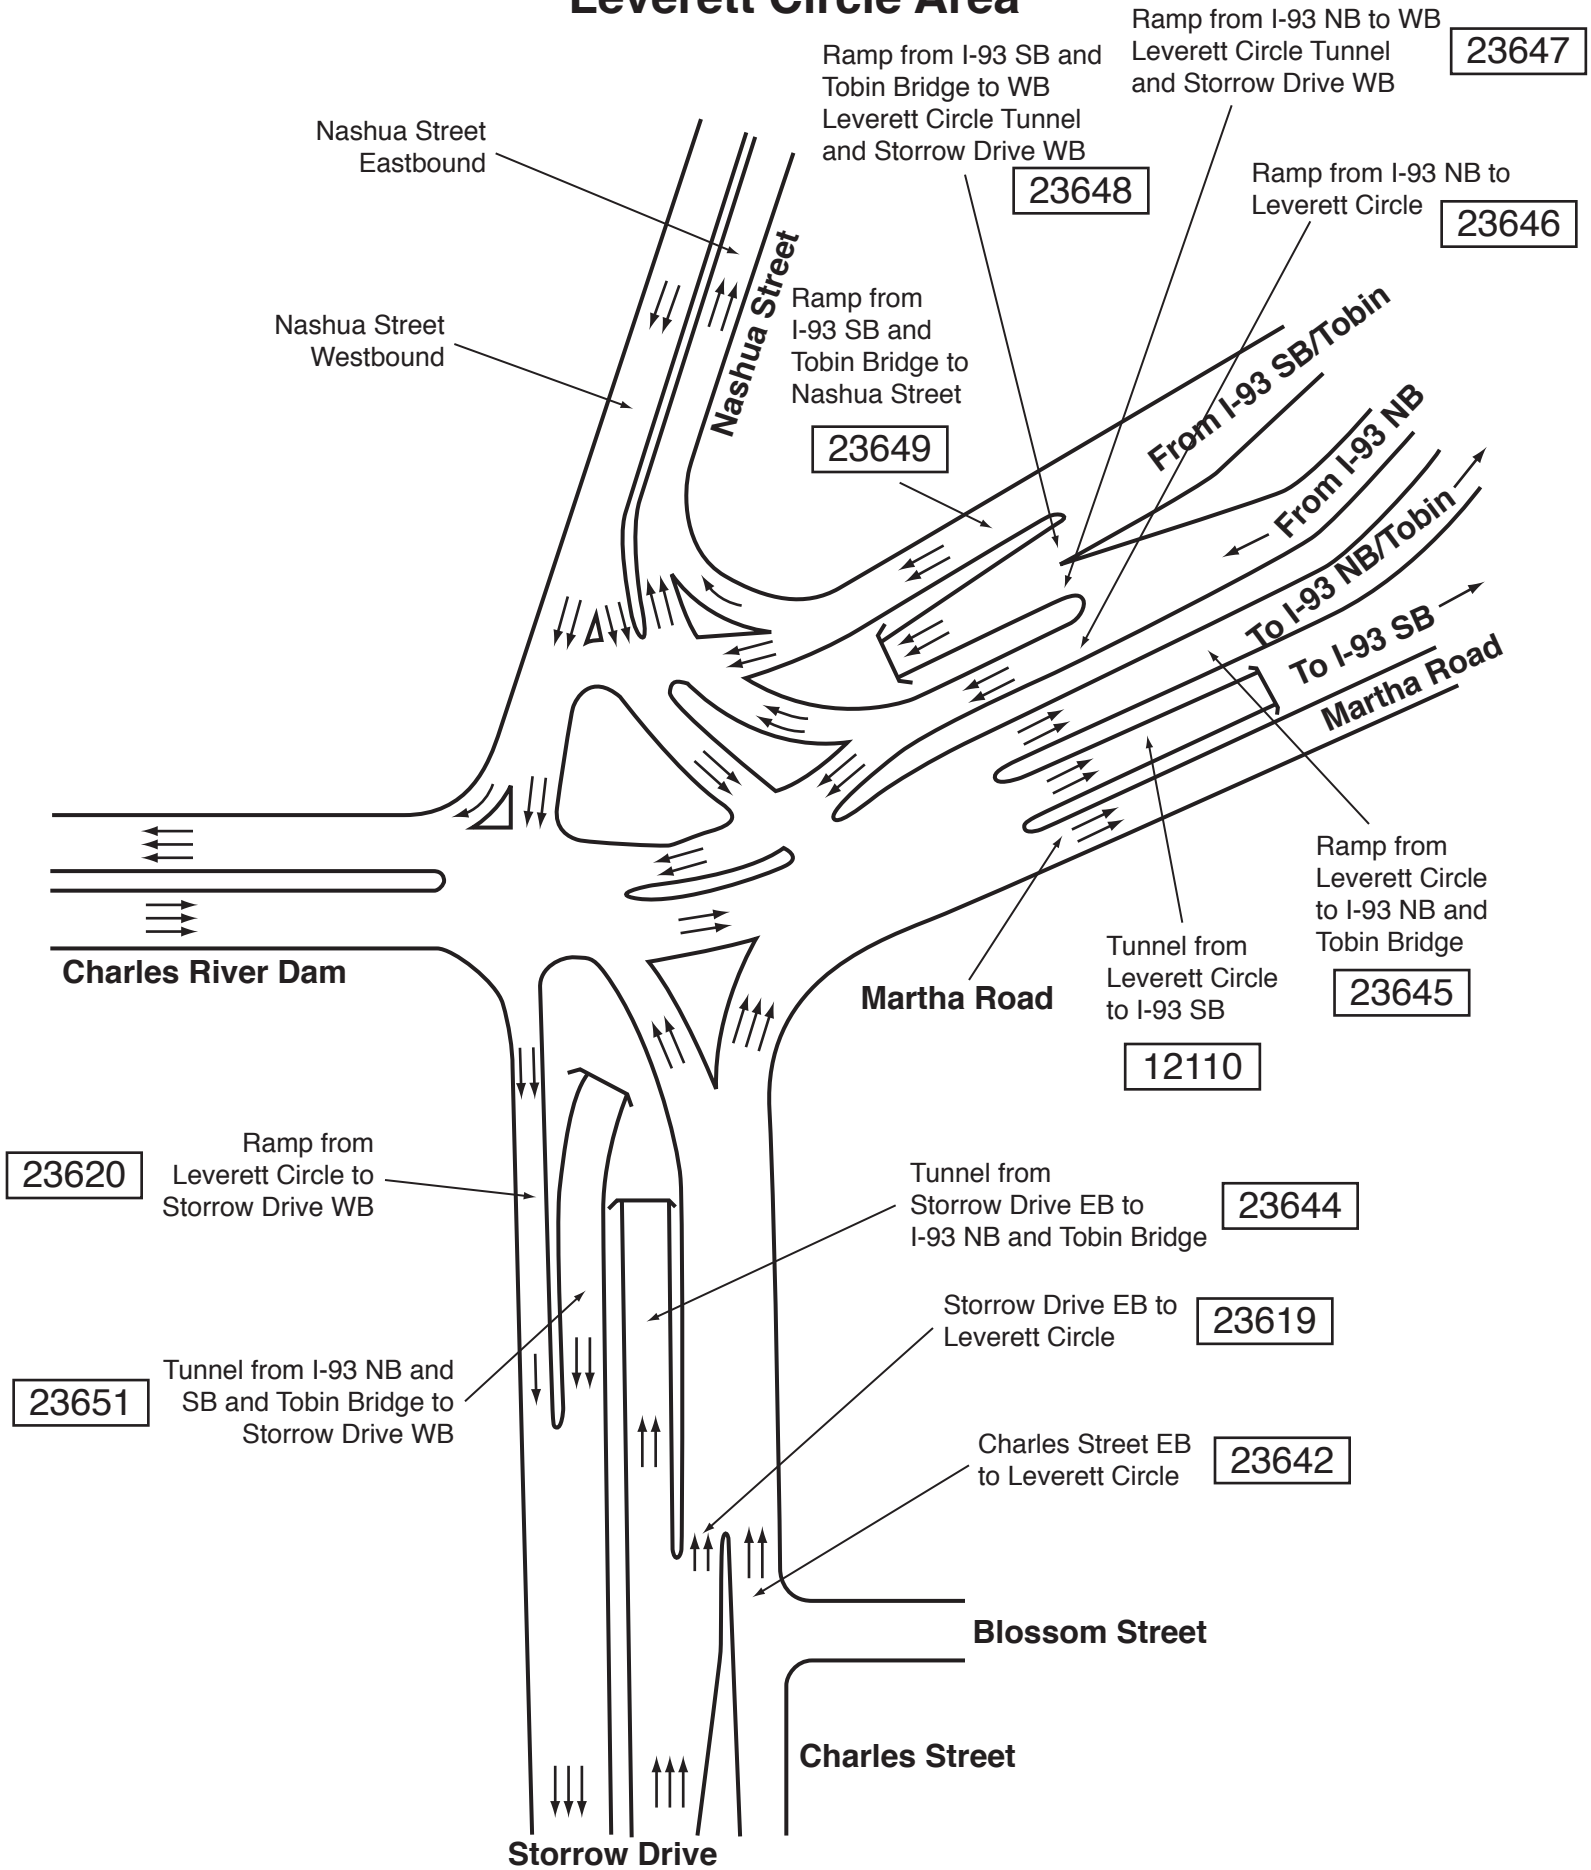 Leverett Circle Area
Ramp from I-93 NB to WB
Leverett Circle Tunnel
and Storrow Drive WB
23647
Ramp from I-93 SB and
Tobin Bridge to WB
Leverett Circle Tunnel
and Storrow Drive WB
23648
Nashua Street
Eastbound
Ramp from I-93 NB to
Leverett Circle
23646
Nashua Street
Nashua Street
Westbound
Ramp from
I-93 SB and
Tobin Bridge to
Nashua Street
23649
From I-93 SB/Tobin
From I-93 NB
To I-93 NB/Tobin
To I-93 SB
Martha Road
Ramp from
Leverett Circle
to I-93 NB and
Tobin Bridge
23645
Tunnel from
Leverett Circle
to I-93 SB
12110
Martha Road
Charles River Dam
23620
Ramp from
Leverett Circle to
Storrow Drive WB
Tunnel from
Storrow Drive EB to
I-93 NB and Tobin Bridge
23644
Storrow Drive EB to
Leverett Circle
23619
23651
Tunnel from I-93 NB and
SB and Tobin Bridge to
Storrow Drive WB
Charles Street EB
to Leverett Circle
23642
Blossom Street
Charles Street
Storrow Drive